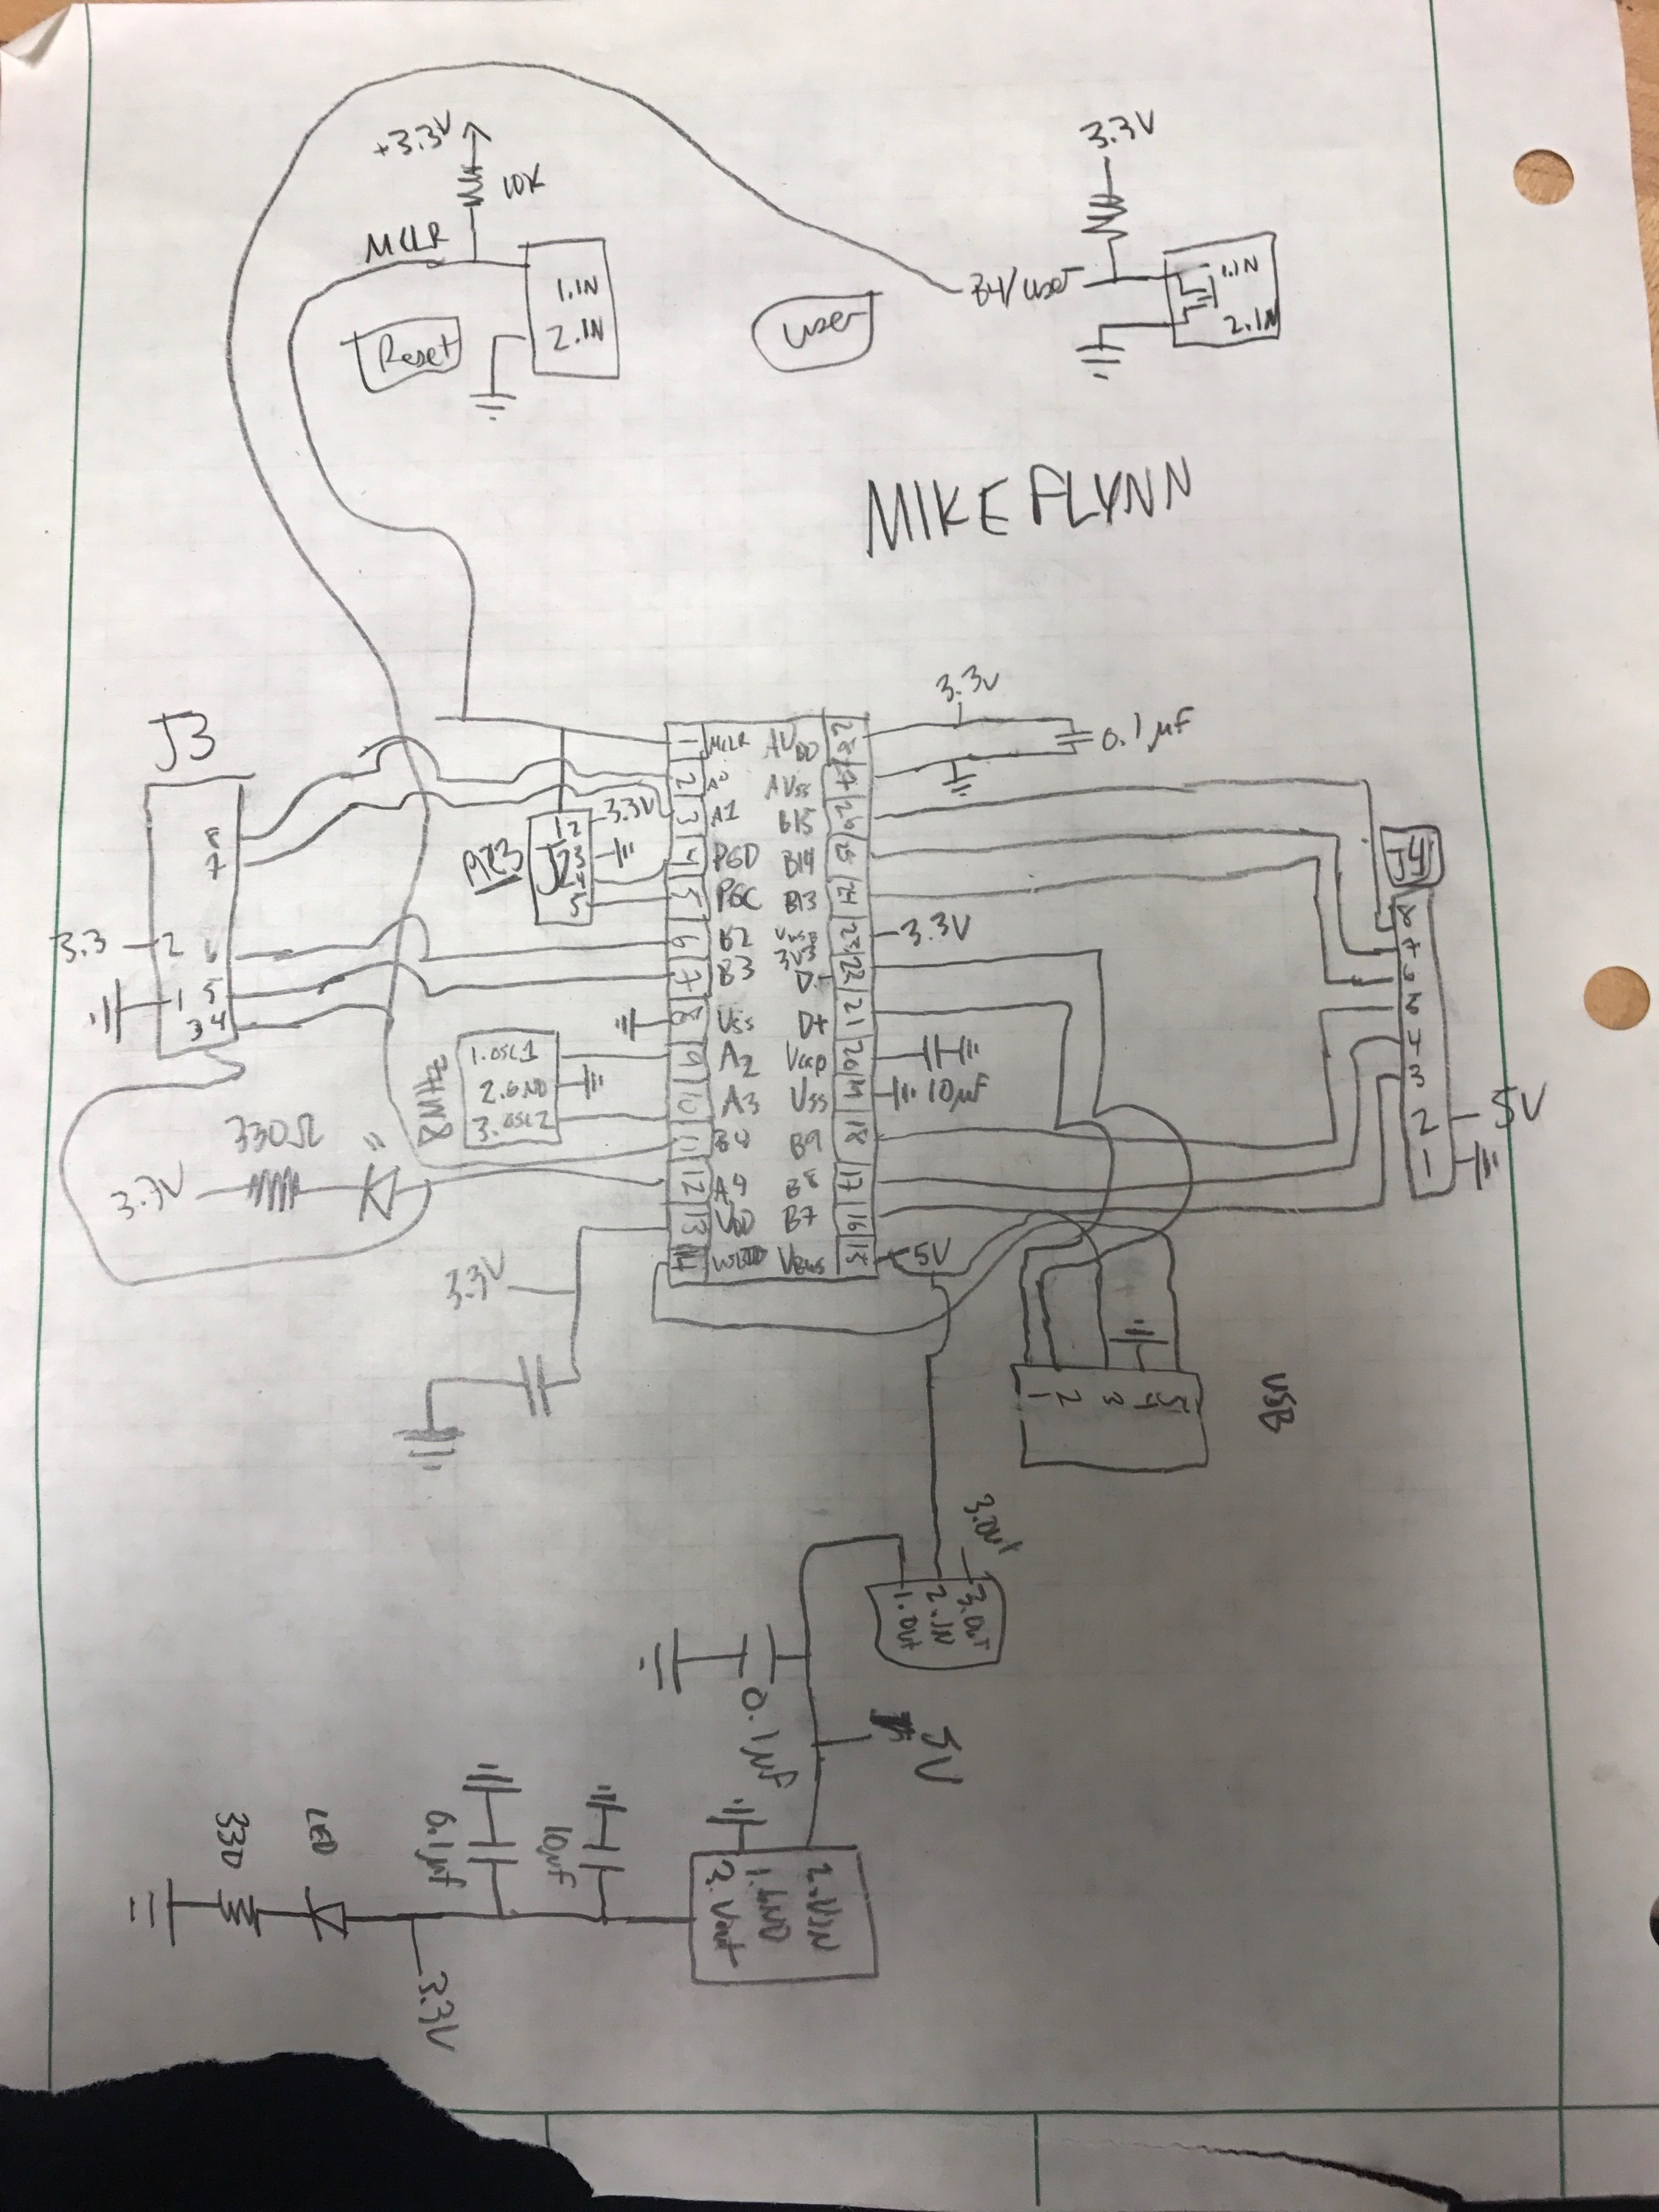 +3.3V
10K
MCLR
1.IN
2.IN
Reset
3.3V
B4/user
1.IN
2.IN
user
MIKE FLYNN
J3
8
7
3.3
2
6
1
5
3 4
3.3V
0.1µF
1 MCLR
2 A0
3 A1
4 PGD
5 PGC
6 B2
7 B3
8 VSS
9 A2
10 A3
11 B4
12 A4
13 VDD
14
28 AVDD
27 AVSS
26 B15
25 B14
24 B13
23 3V3
3.3V
22 D-
21 D+
20 Vcap
10µF
19 VSS
18 B9
17 B8
16 B7
15 VBUS
5V
J2
1 2
3
4
5
3.3V
8MHz
1.OSC1
2.GND
3.OSC2
330Ω
3.3V
3.3V
J4
8
7
6
5
4
3
2
1
5V
USB
1
2
3
4
5
3.Out
1.Out
2.IN
3.Out
0.1µF
5V
2.VIN
1.GND
3.Vout
10µF
0.1µF
3.3V
LED
330